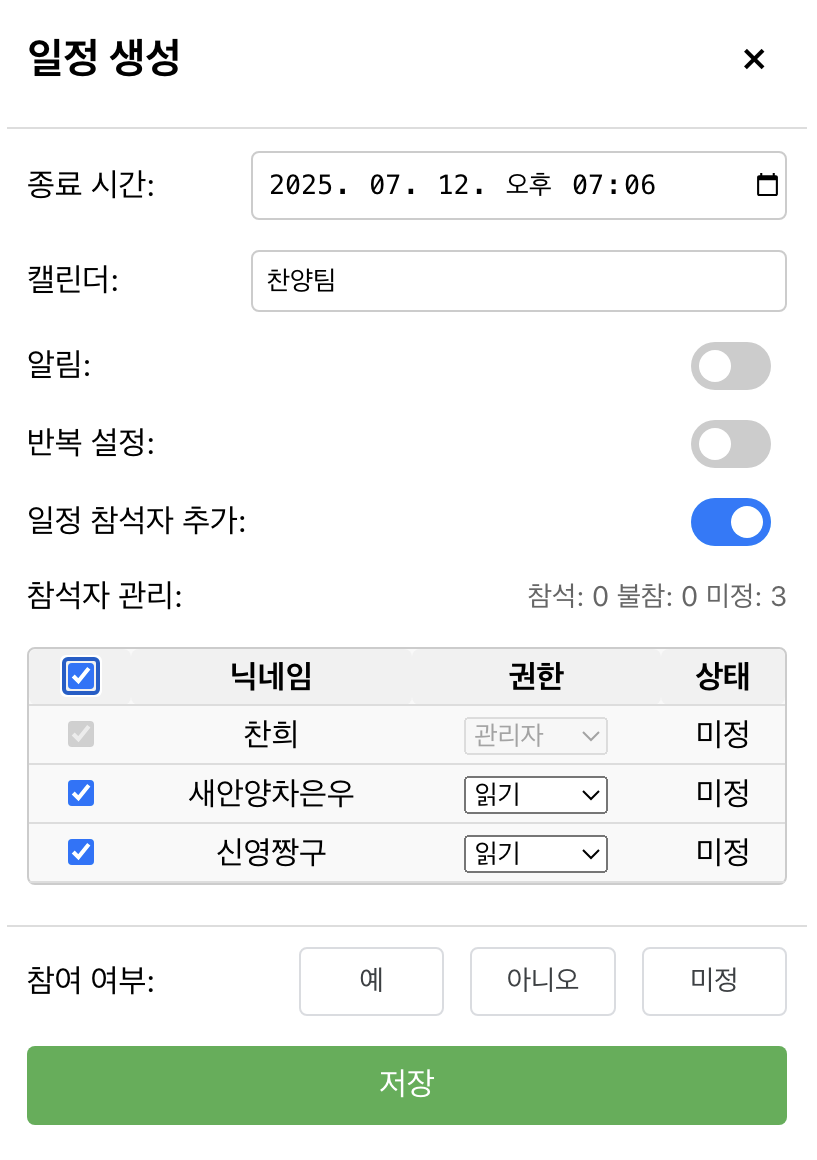 일정 생성 ×
종료 시간: 2025. 07. 12. 오후 07:06
캘린더: 찬양팀
알림:
반복 설정:
일정 참석자 추가:
참석자 관리: 참석: 0 불참: 0 미정: 3
닉네임 권한 상태
찬희 관리자 미정
새안양차은우 읽기 미정
신영짱구 읽기 미정
참여 여부: 예 아니오 미정
저장